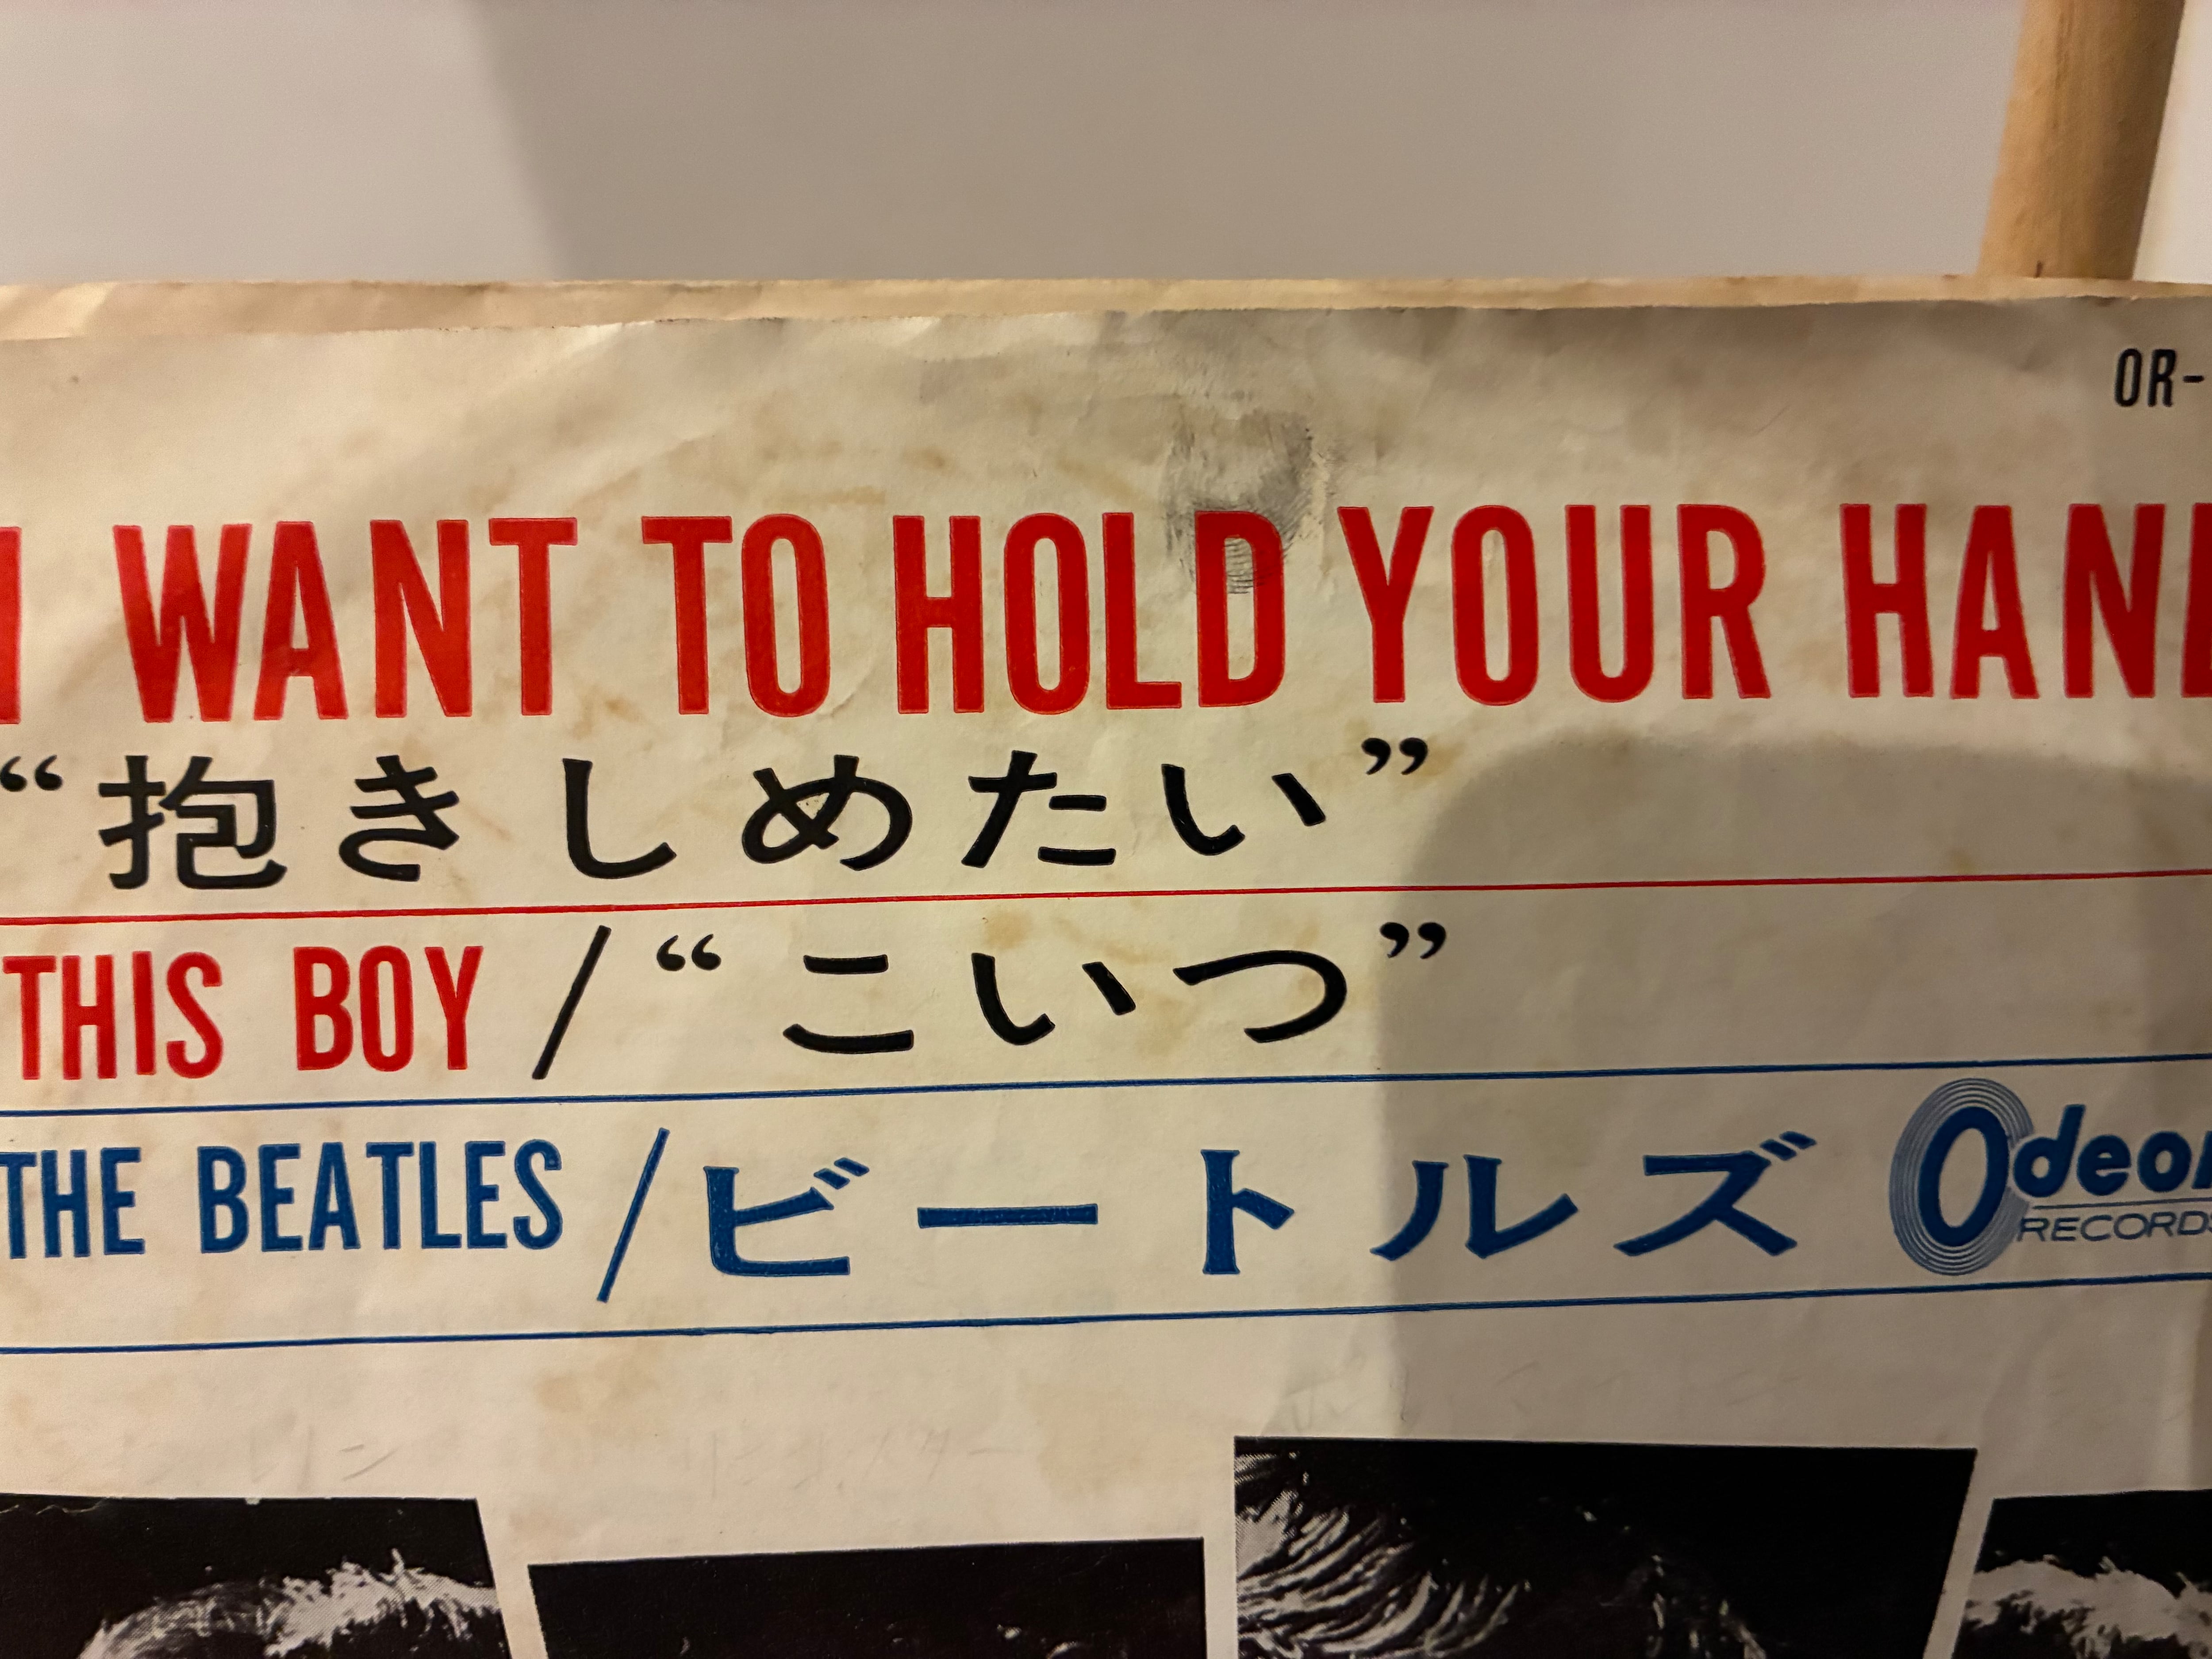 OR-
I WANT TO HOLD YOUR HAN
“抱きしめたい”
THIS BOY / “こいつ”
THE BEATLES / ビートルズ
Odeon
RECORDS